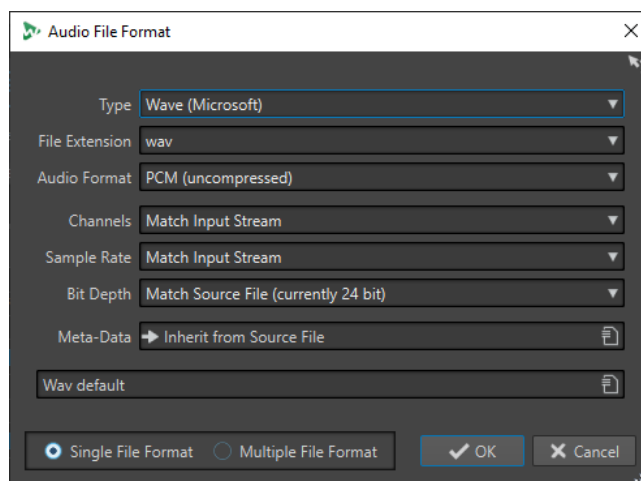 Audio File Format
Type Wave (Microsoft)
File Extension wav
Audio Format PCM (uncompressed)
Channels Match Input Stream
Sample Rate Match Input Stream
Bit Depth Match Source File (currently 24 bit)
Meta-Data Inherit from Source File
Wav default
Single File Format Multiple File Format OK Cancel